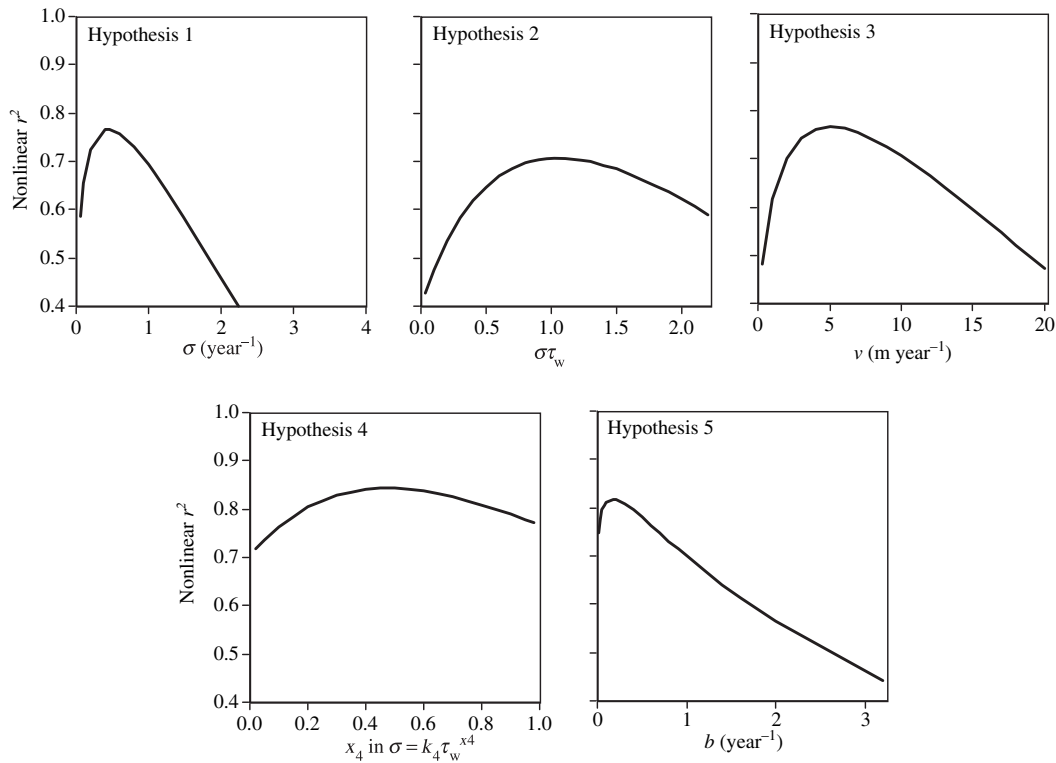 Hypothesis 1
Hypothesis 2
Hypothesis 3
1.0
0.9
0.8
0.7
0.6
0.5
0.4
Nonlinear r²
0 1 2 3 4
σ (year⁻¹)
0.0 0.5 1.0 1.5 2.0
στw
0 5 10 15 20
v (m year⁻¹)
Hypothesis 4
Hypothesis 5
1.0
0.9
0.8
0.7
0.6
0.5
0.4
Nonlinear r²
0.0 0.2 0.4 0.6 0.8 1.0
x₄ in σ = k₄τw^x4
0 1 2 3
b (year⁻¹)